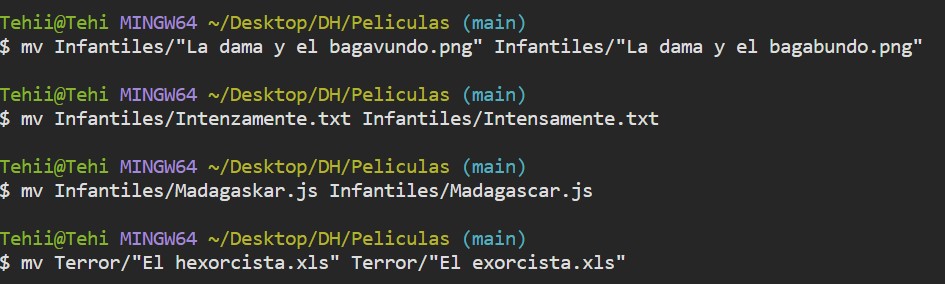 Tehii@Tehi MINGW64 ~/Desktop/DH/Peliculas (main)
$ mv Infantiles/"La dama y el bagavundo.png" Infantiles/"La dama y el bagabundo.png"
Tehii@Tehi MINGW64 ~/Desktop/DH/Peliculas (main)
$ mv Infantiles/Intenzamente.txt Infantiles/Intensamente.txt
Tehii@Tehi MINGW64 ~/Desktop/DH/Peliculas (main)
$ mv Infantiles/Madagaskar.js Infantiles/Madagascar.js
Tehii@Tehi MINGW64 ~/Desktop/DH/Peliculas (main)
$ mv Terror/"El hexorcista.xls" Terror/"El exorcista.xls"